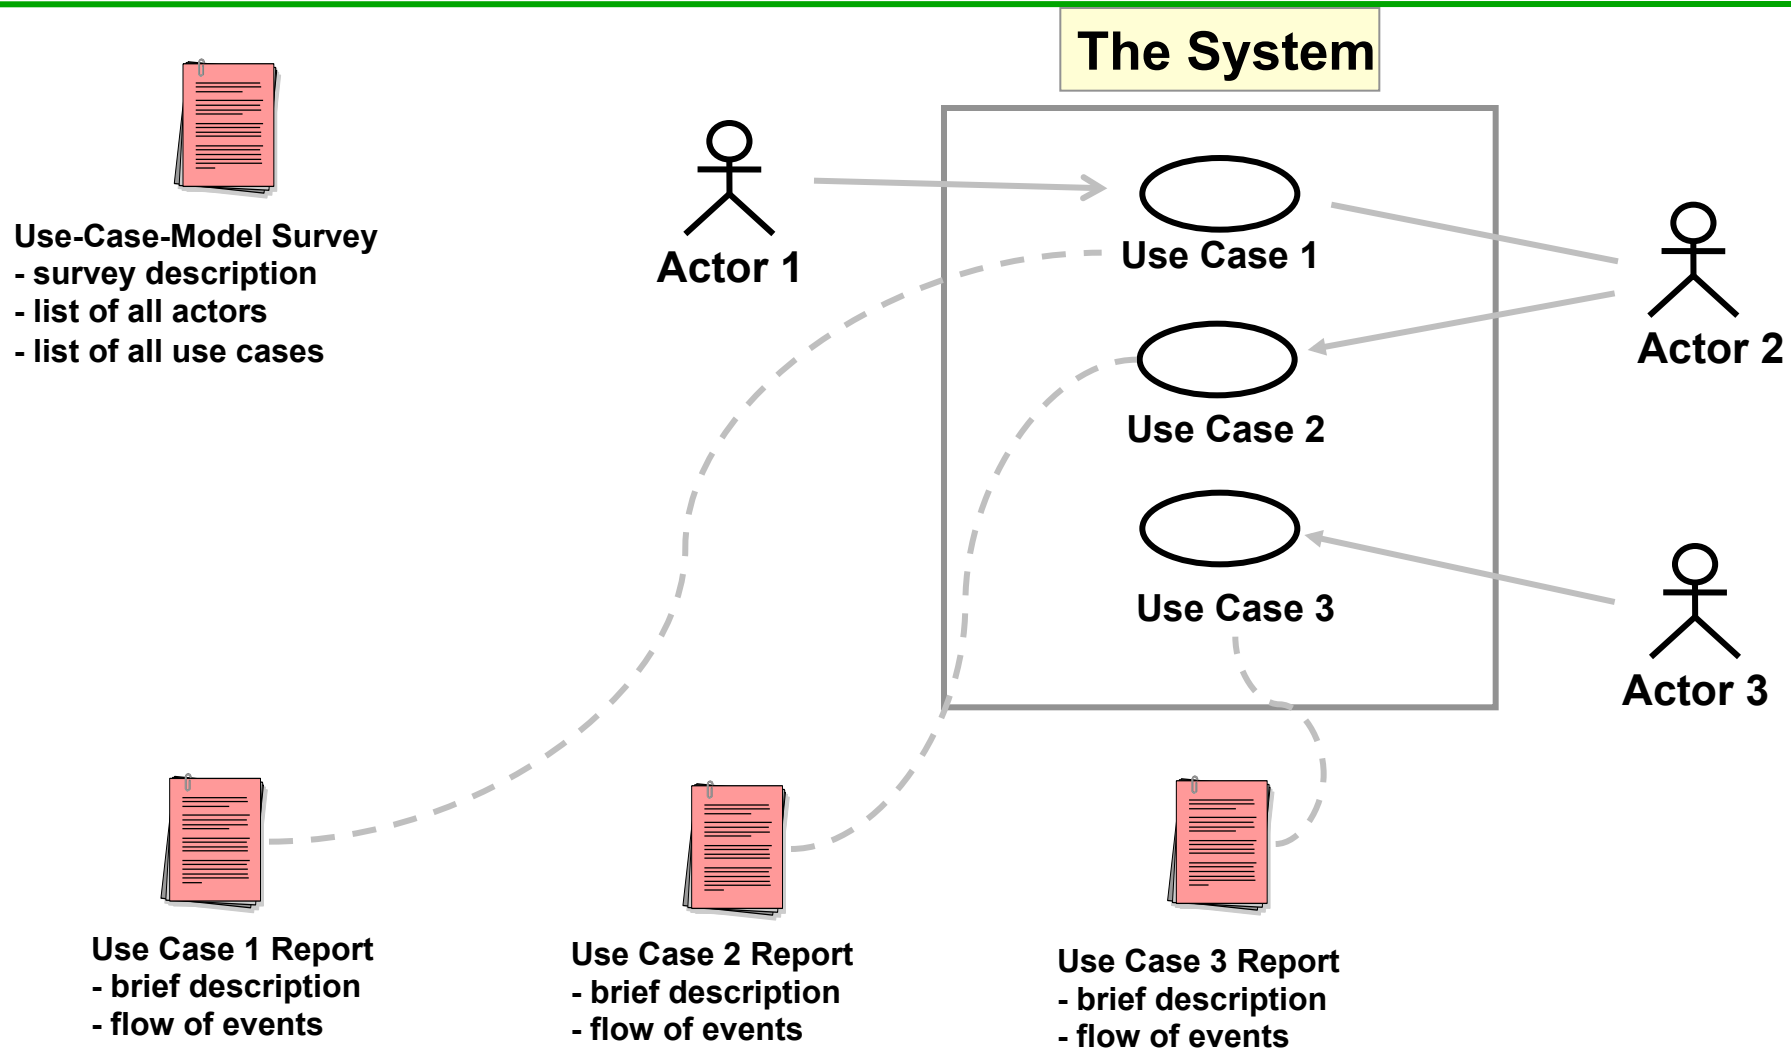 The System
Use-Case-Model Survey
- survey description
- list of all actors
- list of all use cases
Actor 1
Use Case 1
Use Case 2
Use Case 3
Actor 2
Actor 3
Use Case 1 Report
- brief description
- flow of events
Use Case 2 Report
- brief description
- flow of events
Use Case 3 Report
- brief description
- flow of events